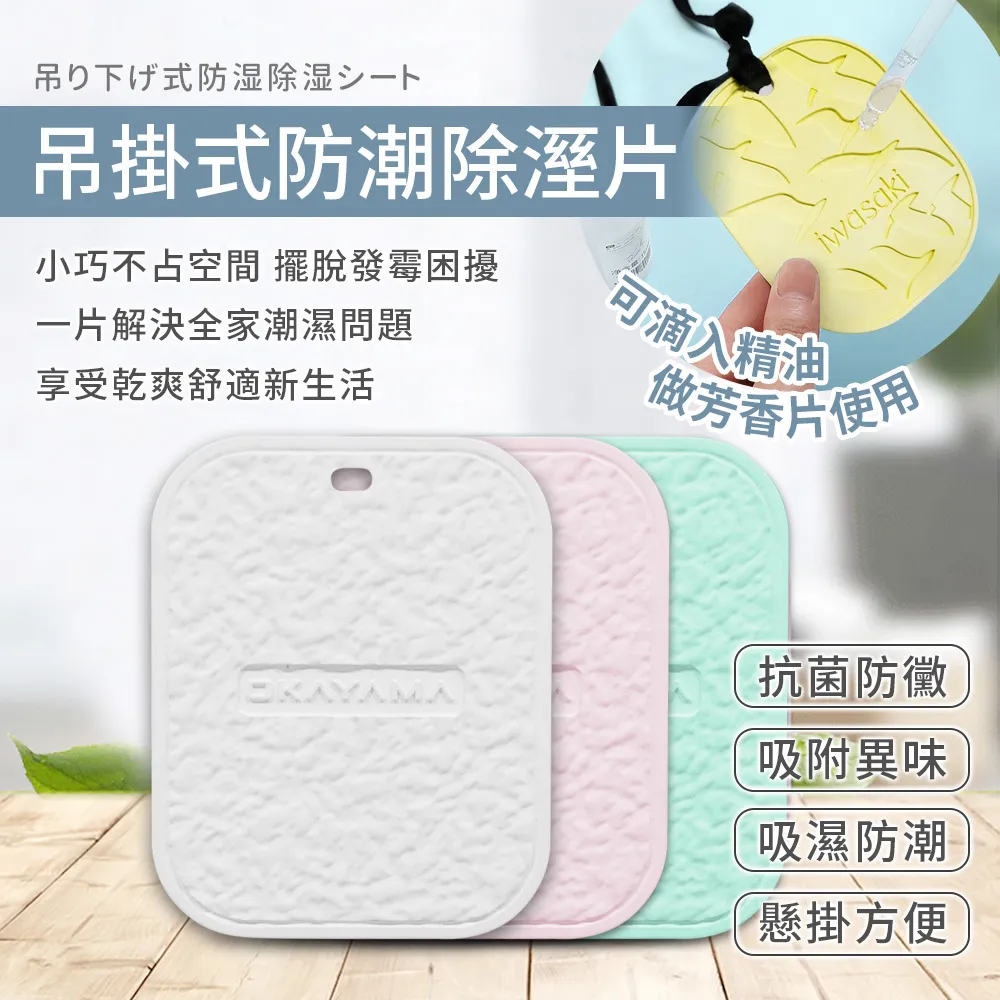 吊り下げ式防湿除湿シート
吊掛式防潮除溼片
小巧不占空間 擺脫發霉困擾
一片解決全家潮濕問題
享受乾爽舒適新生活
iwasaki
可滴入精油
做芳香片使用
OKAYAMA
抗菌防黴
吸附異味
吸濕防潮
懸掛方便